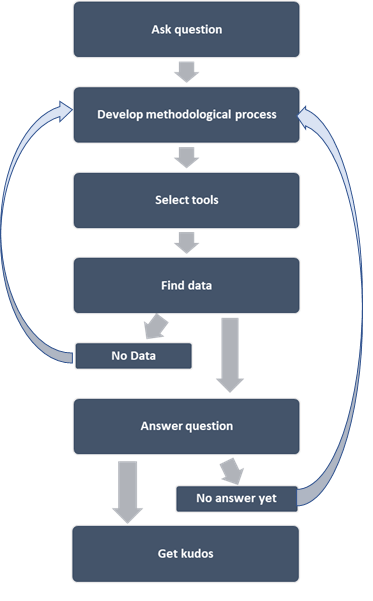 Ask question
Develop methodological process
Select tools
Find data
No Data
Answer question
No answer yet
Get kudos